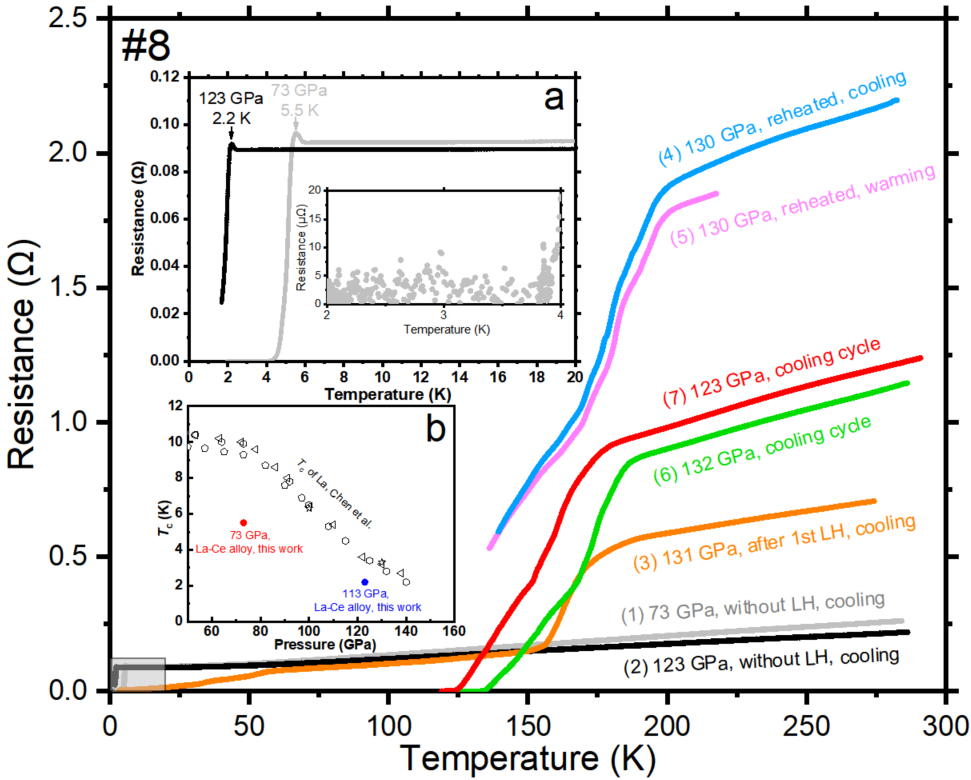 #8
2.5
2.0
1.5
1.0
0.5
0.0
Resistance (Ω)
0
50
100
150
200
250
300
Temperature (K)
a
0.12
0.10
0.08
0.06
0.04
0.02
0.00
Resistance (Ω)
123 GPa
2.2 K
73 GPa
5.5 K
0
2
4
6
8
10
12
14
16
18
20
Temperature (K)
20
15
10
5
0
Resistance (μΩ)
2
3
4
Temperature (K)
b
12
10
8
6
4
2
0
Tc (K)
Tc of La, Chen et al.
73 GPa,
La-Ce alloy, this work
113 GPa,
La-Ce alloy, this work
60
80
100
120
140
160
Pressure (GPa)
(4) 130 GPa, reheated, cooling
(5) 130 GPa, reheated, warming
(7) 123 GPa, cooling cycle
(6) 132 GPa, cooling cycle
(3) 131 GPa, after 1st LH, cooling
(1) 73 GPa, without LH, cooling
(2) 123 GPa, without LH, cooling